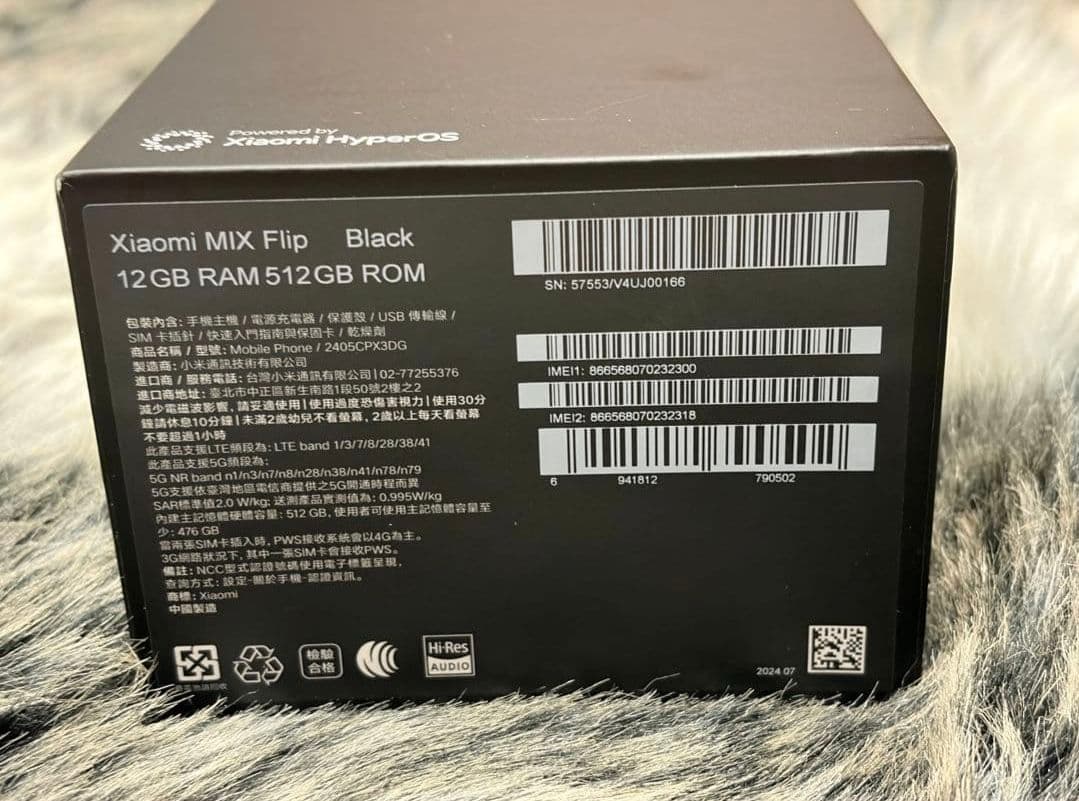 Powered by
Xiaomi HyperOS
Xiaomi MIX Flip Black
12GB RAM 512GB ROM
包裝內含: 手機主機 / 電源充電器 / 保護殼 / USB 傳輸線 /
SIM 卡插針 / 快速入門指南與保固卡 / 乾燥劑
商品名稱 / 型號: Mobile Phone / 2405CPX3DG
製造商: 小米通訊技術有限公司
進口商 / 服務電話: 台灣小米通訊有限公司 | 02-77255376
進口商地址: 臺北市中正區新生南路1段50號2樓之2
減少電磁波影響, 請妥適使用 | 使用過度恐傷害視力 | 使用30分
鐘請休息10分鐘 | 未滿2歲幼兒不看螢幕, 2歲以上每天看螢幕
不要超過1小時
此產品支援LTE頻段為: LTE band 1/3/7/8/28/38/41
此產品支援5G頻段為:
5G NR band n1/n3/n7/n8/n28/n38/n41/n78/n79
5G支援依臺灣地區電信商提供之5G開通時程而異
SAR標準值2.0 W/kg; 送測產品實測值為: 0.995W/kg
內建主記憶體硬體容量: 512 GB, 使用者可使用主記憶體容量至
少: 476 GB
當兩張SIM卡插入時, PWS接收系統會以4G為主。
3G網路狀況下, 其中一張SIM卡會接收PWS。
備註: NCC型式認證號碼使用電子標籤呈現,
查詢方式: 設定-關於手機-認證資訊。
商標: Xiaomi
中國製造
SN: 57553/V4UJ00166
IMEI1: 866568070232300
IMEI2: 866568070232318
6 941812 790502
檢驗
合格
Hi-Res
AUDIO
2024.07